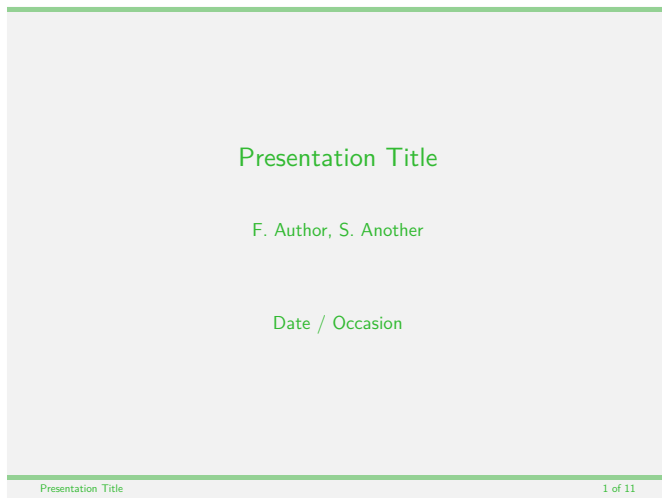 Presentation Title
F. Author, S. Another
Date / Occasion
Presentation Title
1 of 11